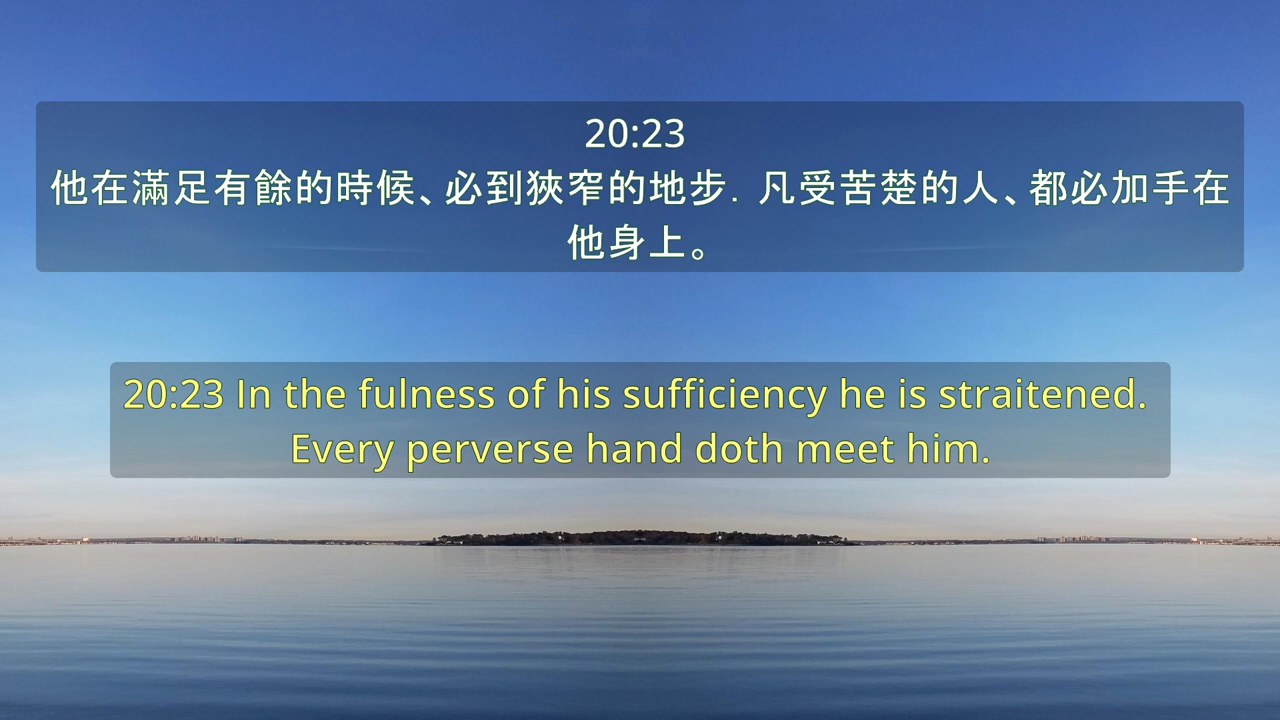 20:23
他在滿足有餘的時候、必到狹窄的地步．凡受苦楚的人、都必加手在
他身上。
20:23 In the fulness of his sufficiency he is straitened.
Every perverse hand doth meet him.